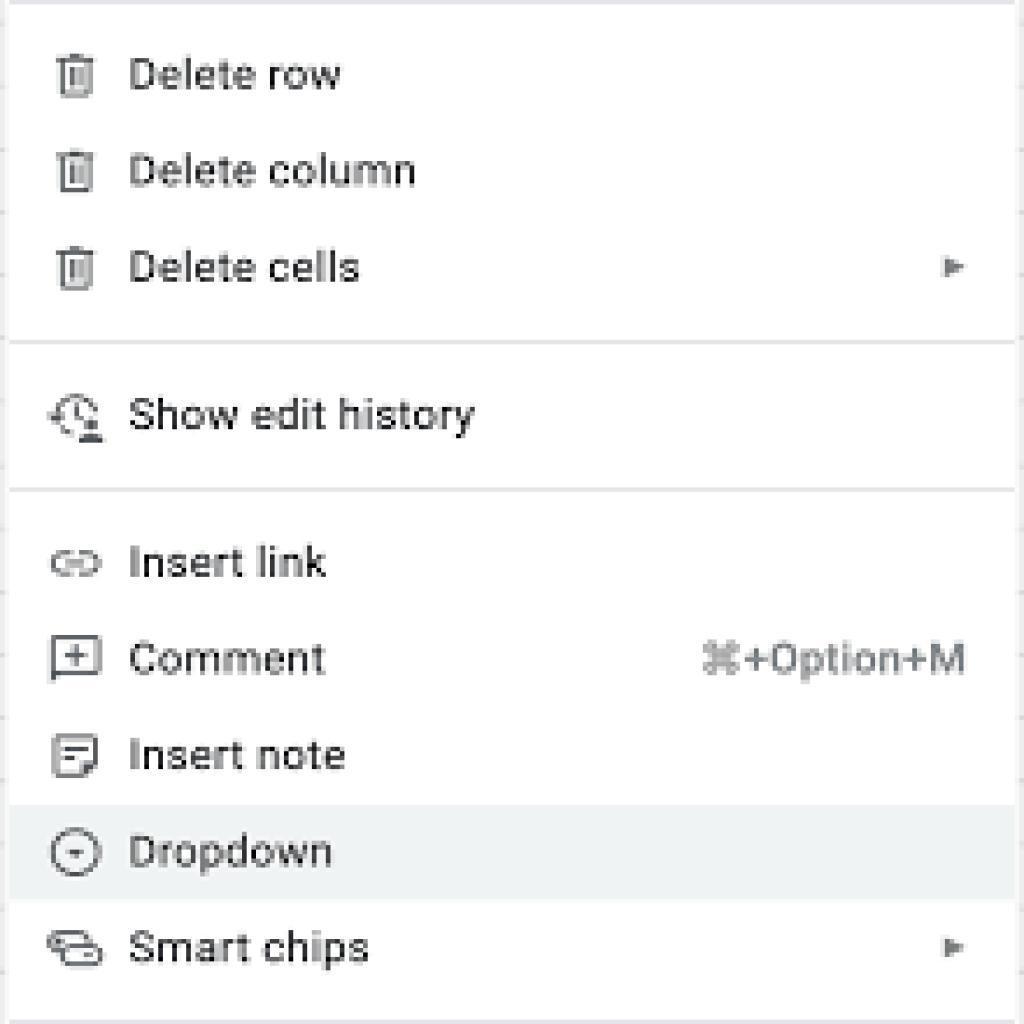 Delete row
Delete column
Delete cells
Show edit history
Insert link
Comment ⌘+Option+M
Insert note
Dropdown
Smart chips